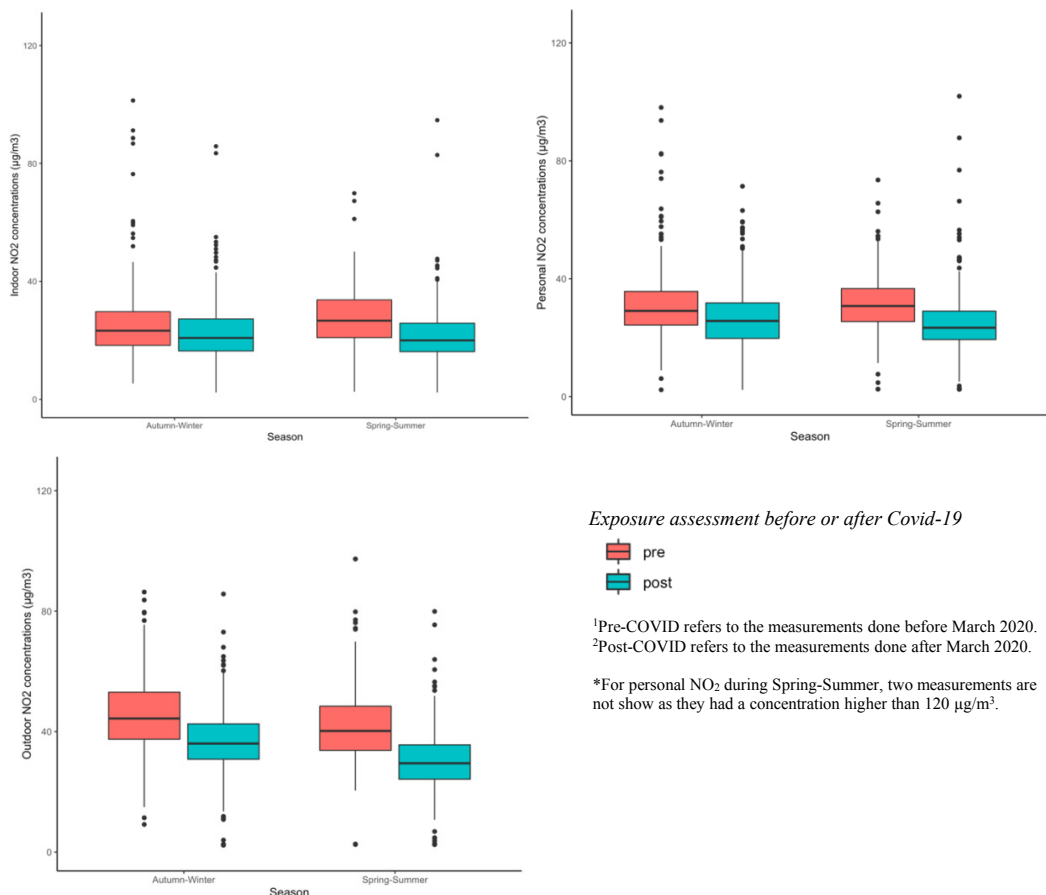 120
80
40
0
Indoor NO2 concentrations (µg/m3)
Autumn-Winter
Spring-Summer
Season
120
80
40
0
Personal NO2 concentrations (µg/m3)
Autumn-Winter
Spring-Summer
Season
120
80
40
0
Outdoor NO2 concentrations (µg/m3)
Autumn-Winter
Spring-Summer
Season
Exposure assessment before or after Covid-19
pre
post
¹Pre-COVID refers to the measurements done before March 2020.
²Post-COVID refers to the measurements done after March 2020.
*For personal NO₂ during Spring-Summer, two measurements are
not show as they had a concentration higher than 120 µg/m³.